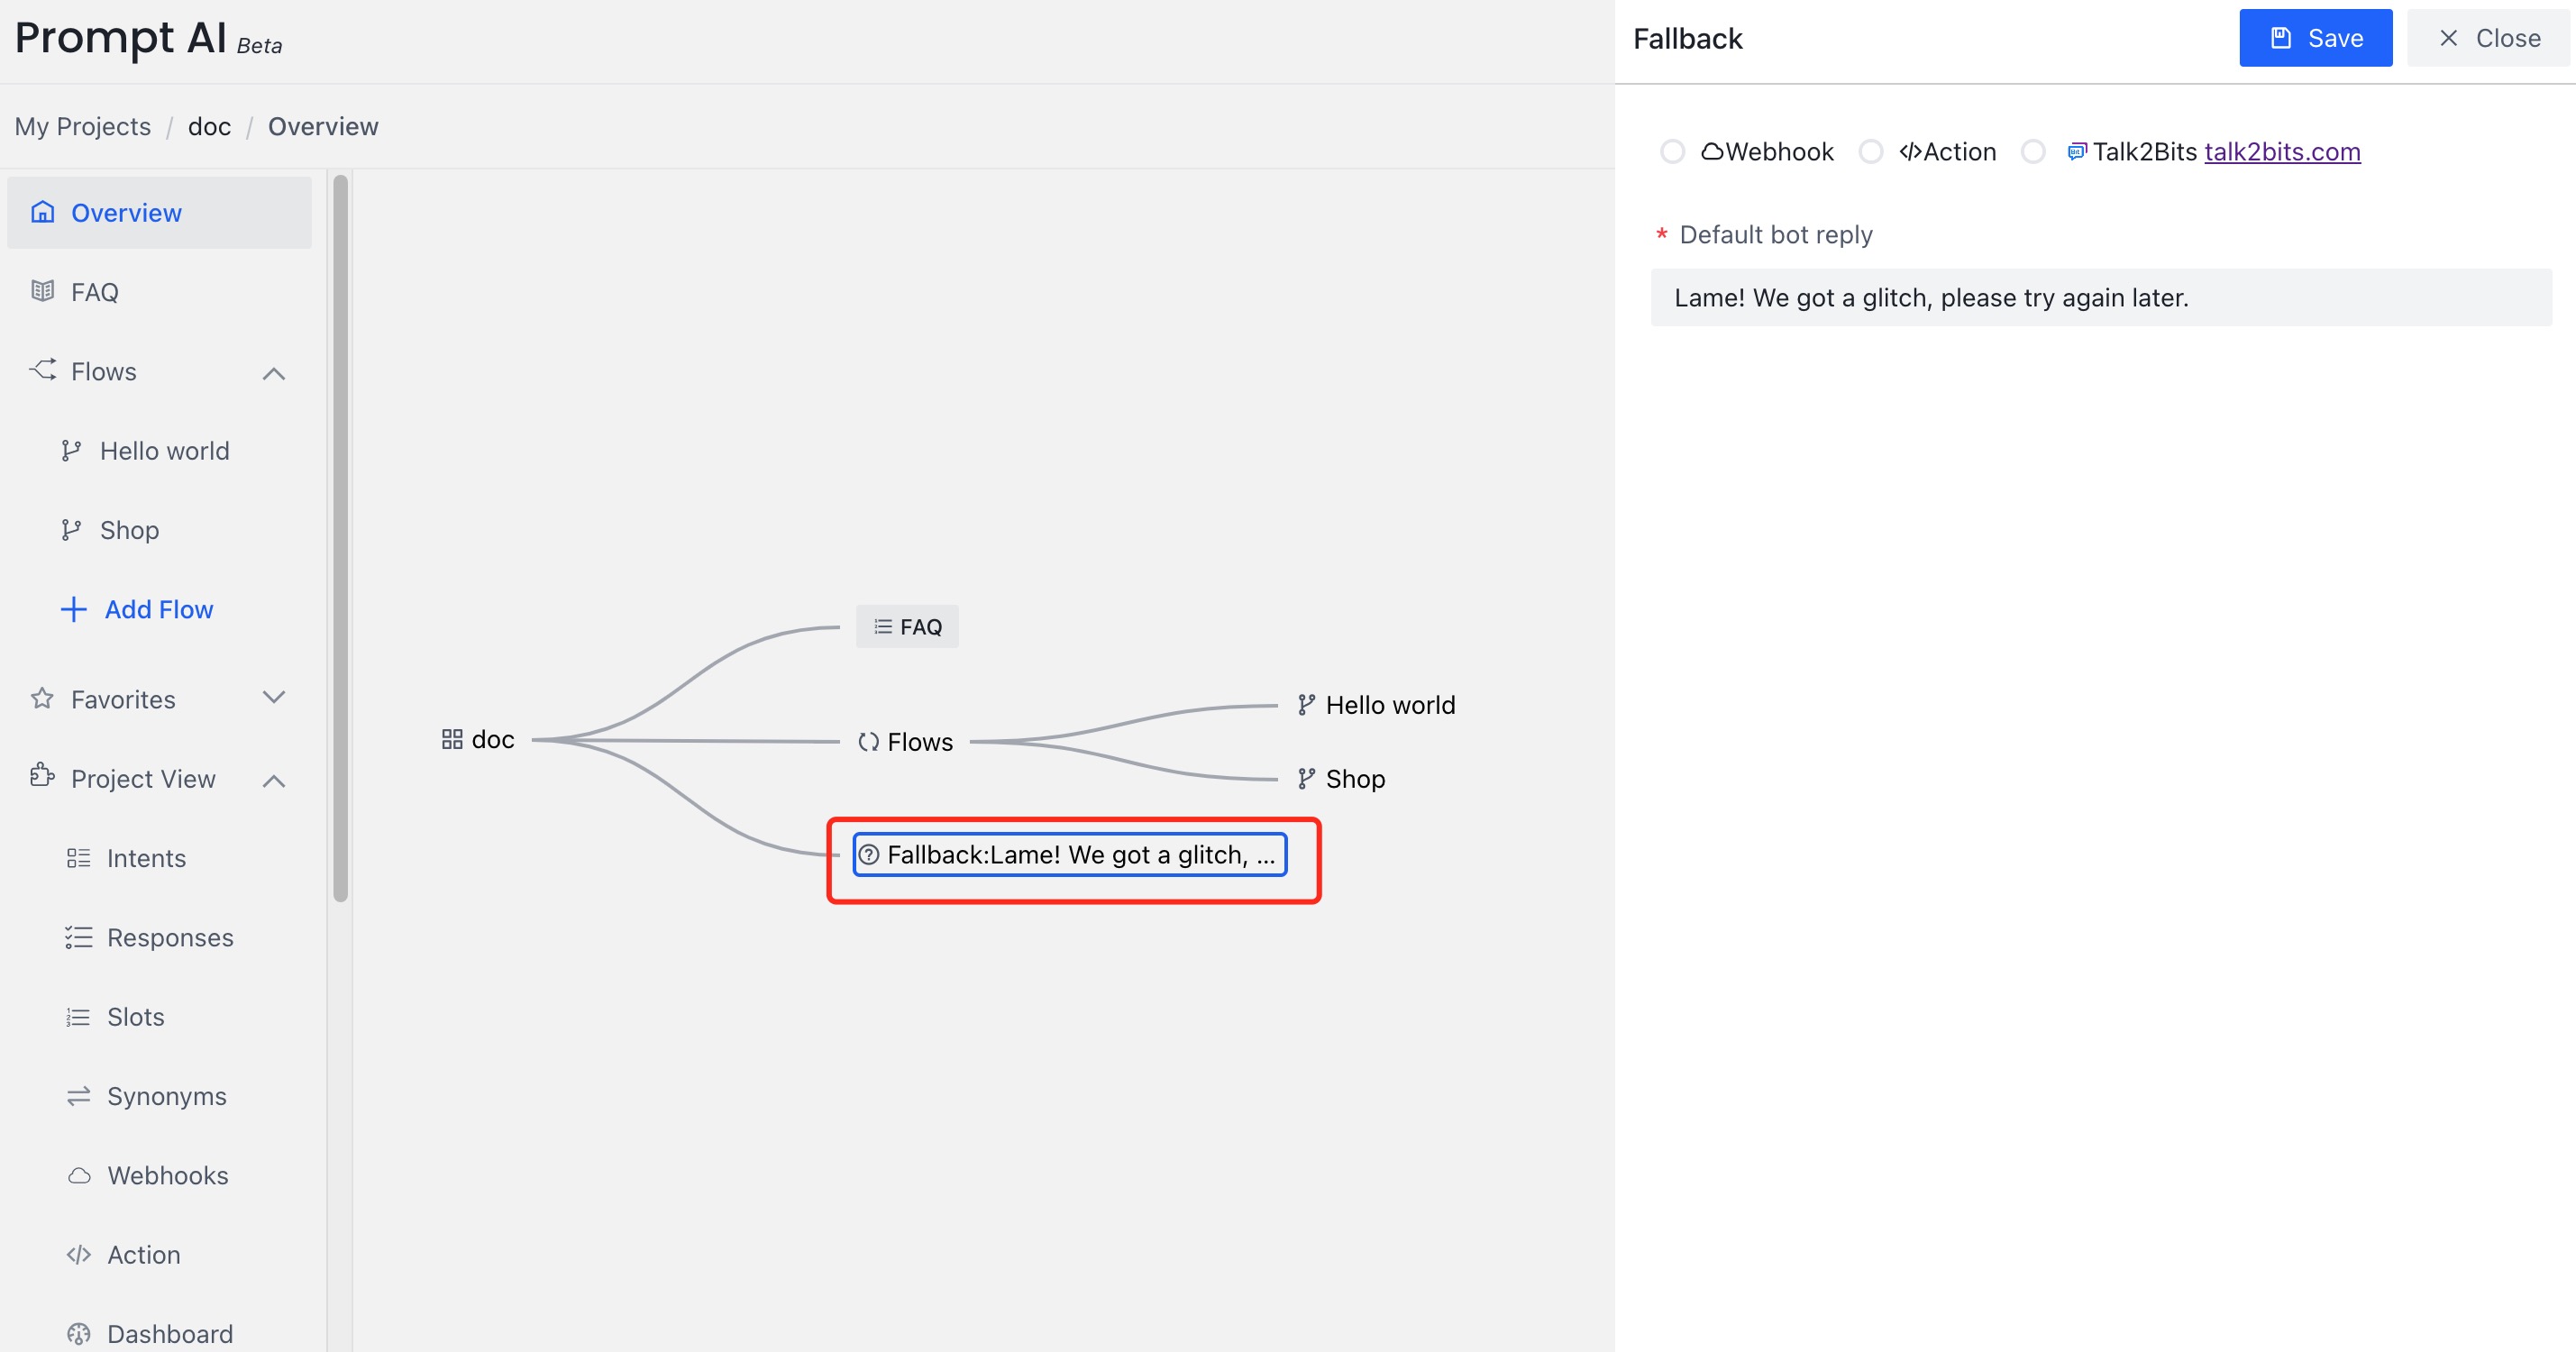 Prompt AI Beta
My Projects / doc / Overview
Overview
FAQ
Flows
Hello world
Shop
Add Flow
Favorites
Project View
Intents
Responses
Slots
Synonyms
Webhooks
Action
Dashboard
doc
FAQ
Flows
Hello world
Shop
Fallback:Lame! We got a glitch, ...
Fallback
Save
Close
Webhook </>Action Talk2Bits talk2bits.com
* Default bot reply
Lame! We got a glitch, please try again later.